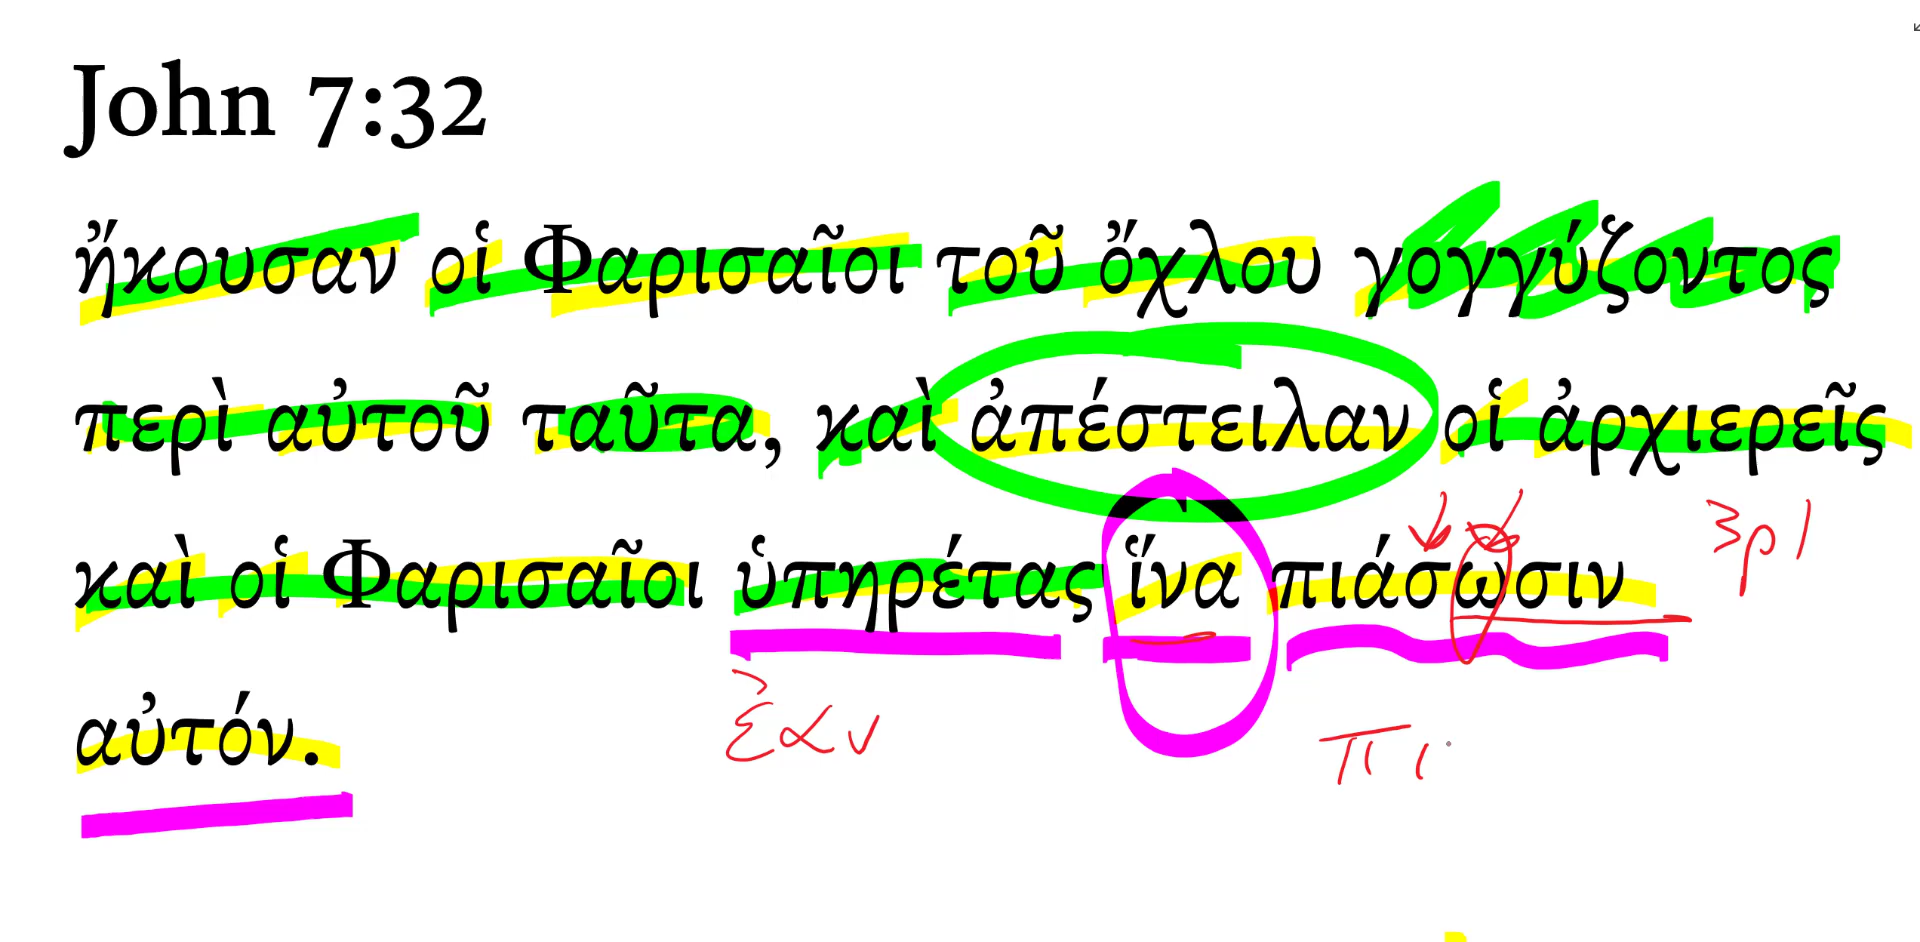 John 7:32
ἤκουσαν οἱ Φαρισαῖοι τοῦ ὄχλου γογγύζοντος
περὶ αὐτοῦ ταῦτα, καὶ ἀπέστειλαν οἱ ἀρχιερεῖς
καὶ οἱ Φαρισαῖοι ὑπηρέτας ἵνα πιάσωσιν
3pl
αὐτόν.
ἐαν
πι